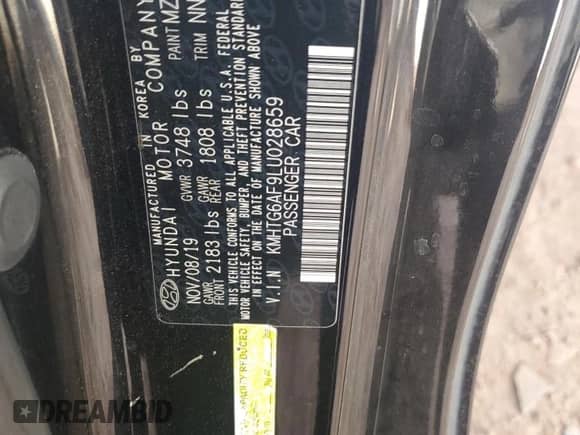 MANUFACTURED IN KOREA BY
HYUNDAI MOTOR COMPANY
NOV/08/19 GVWR 3748 lbs PAINT MZ
GAWR FRONT 2183 lbs GAWR REAR 1808 lbs TRIM NN
THIS VEHICLE CONFORMS TO ALL APPLICABLE U.S.A. FEDERAL
MOTOR VEHICLE SAFETY, BUMPER, AND THEFT PREVENTION STANDARDS
IN EFFECT ON THE DATE OF MANUFACTURE SHOWN ABOVE
V.I.N KMHTG6AF9LU028659
PASSENGER CAR
CAPACITY REDUCED
DREAMBID